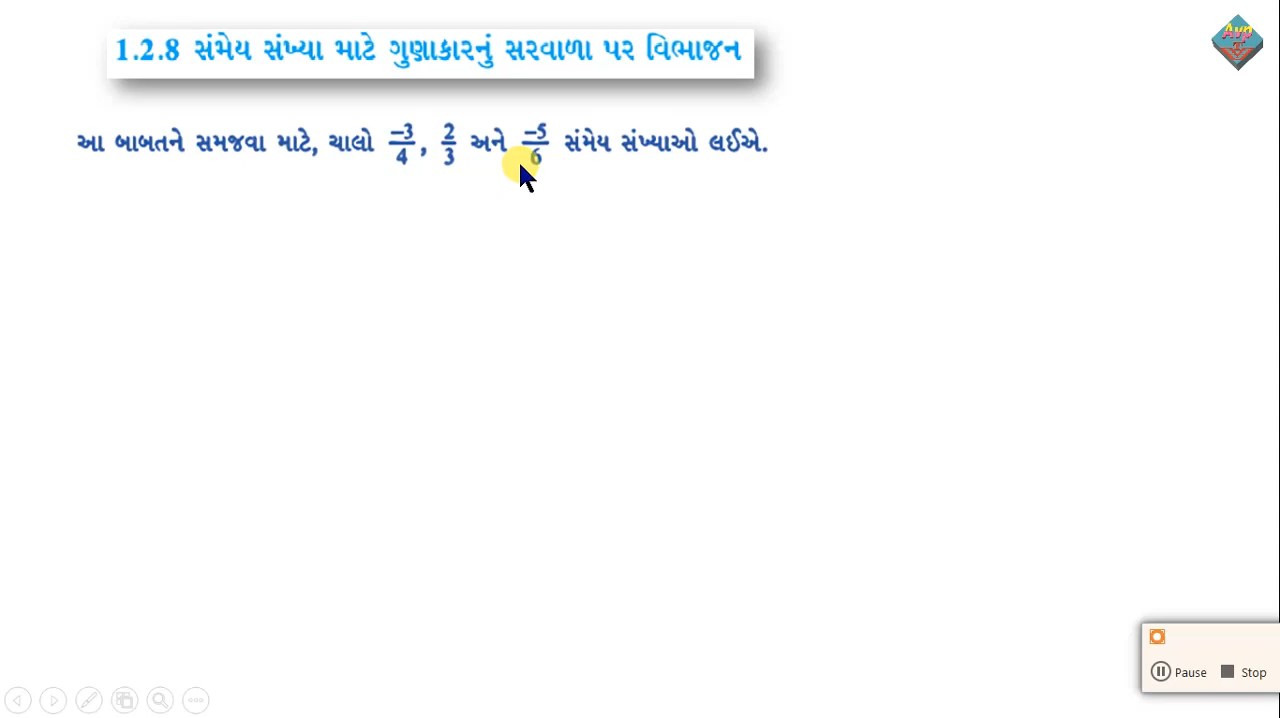 1.2.8 સંમેય સંખ્યા માટે ગુણાકારનું સરવાળા પર વિભાજન
Avp
આ બાબતને સમજવા માટે, ચાલો −3/4, 2/3 અને −5/6 સંમેય સંખ્યાઓ લઈએ.
Pause Stop